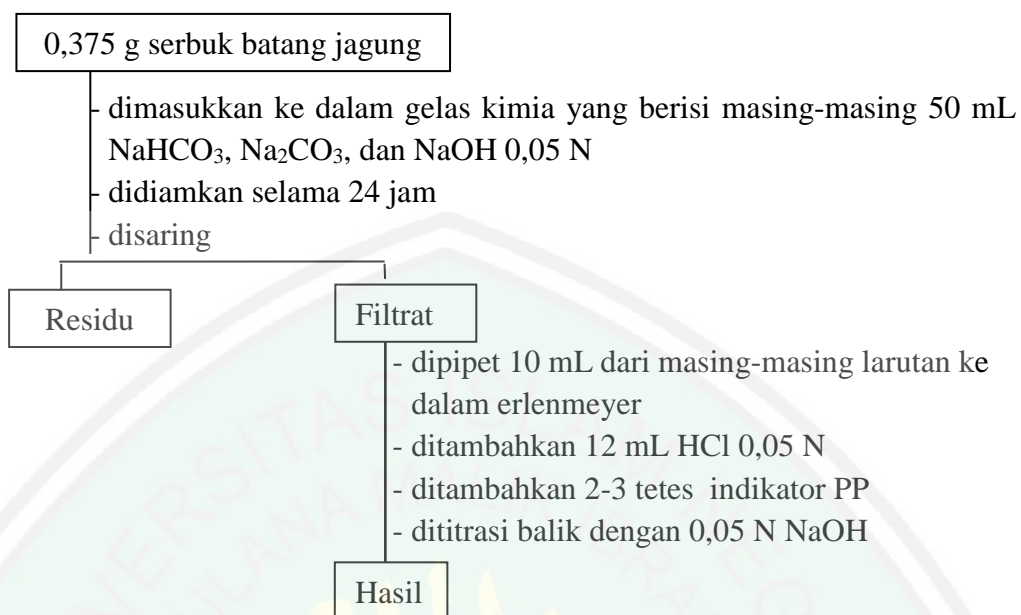 0,375 g serbuk batang jagung
- dimasukkan ke dalam gelas kimia yang berisi masing-masing 50 mL
NaHCO₃, Na₂CO₃, dan NaOH 0,05 N
- didiamkan selama 24 jam
- disaring
Residu
Filtrat
- dipipet 10 mL dari masing-masing larutan ke
dalam erlenmeyer
- ditambahkan 12 mL HCl 0,05 N
- ditambahkan 2-3 tetes indikator PP
- dititrasi balik dengan 0,05 N NaOH
Hasil